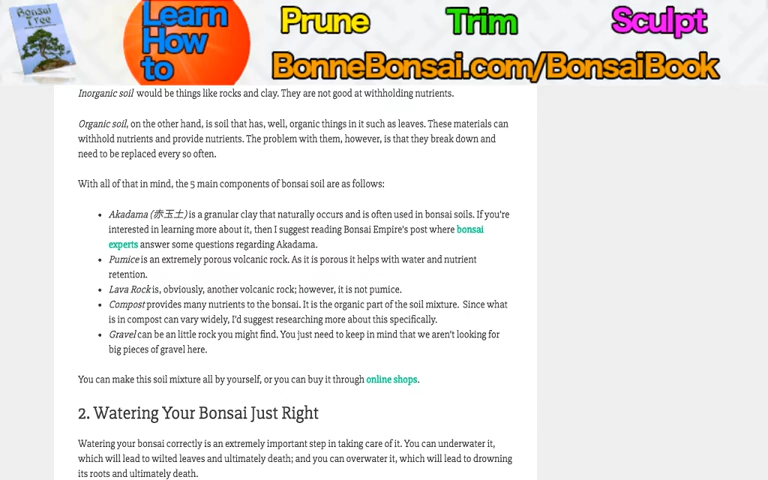 Bonsai
Tree
Learn
How
to
Prune Trim Sculpt
BonneBonsai.com/BonsaiBook
Inorganic soil would be things like rocks and clay. They are not good at withholding nutrients.
Organic soil, on the other hand, is soil that has, well, organic things in it such as leaves. These materials can
withhold nutrients and provide nutrients. The problem with them, however, is that they break down and
need to be replaced every so often.
With all of that in mind, the 5 main components of bonsai soil are as follows:
• Akadama (赤玉土) is a granular clay that naturally occurs and is often used in bonsai soils. If you're
interested in learning more about it, then I suggest reading Bonsai Empire's post where bonsai
experts answer some questions regarding Akadama.
• Pumice is an extremely porous volcanic rock. As it is porous it helps with water and nutrient
retention.
• Lava Rock is, obviously, another volcanic rock; however, it is not pumice.
• Compost provides many nutrients to the bonsai. It is the organic part of the soil mixture. Since what
is in compost can vary widely, I'd suggest researching more about this specifically.
• Gravel can be an little rock you might find. You just need to keep in mind that we aren't looking for
big pieces of gravel here.
You can make this soil mixture all by yourself, or you can buy it through online shops.
2. Watering Your Bonsai Just Right
Watering your bonsai correctly is an extremely important step in taking care of it. You can underwater it,
which will lead to wilted leaves and ultimately death; and you can overwater it, which will lead to drowning
its roots and ultimately death.